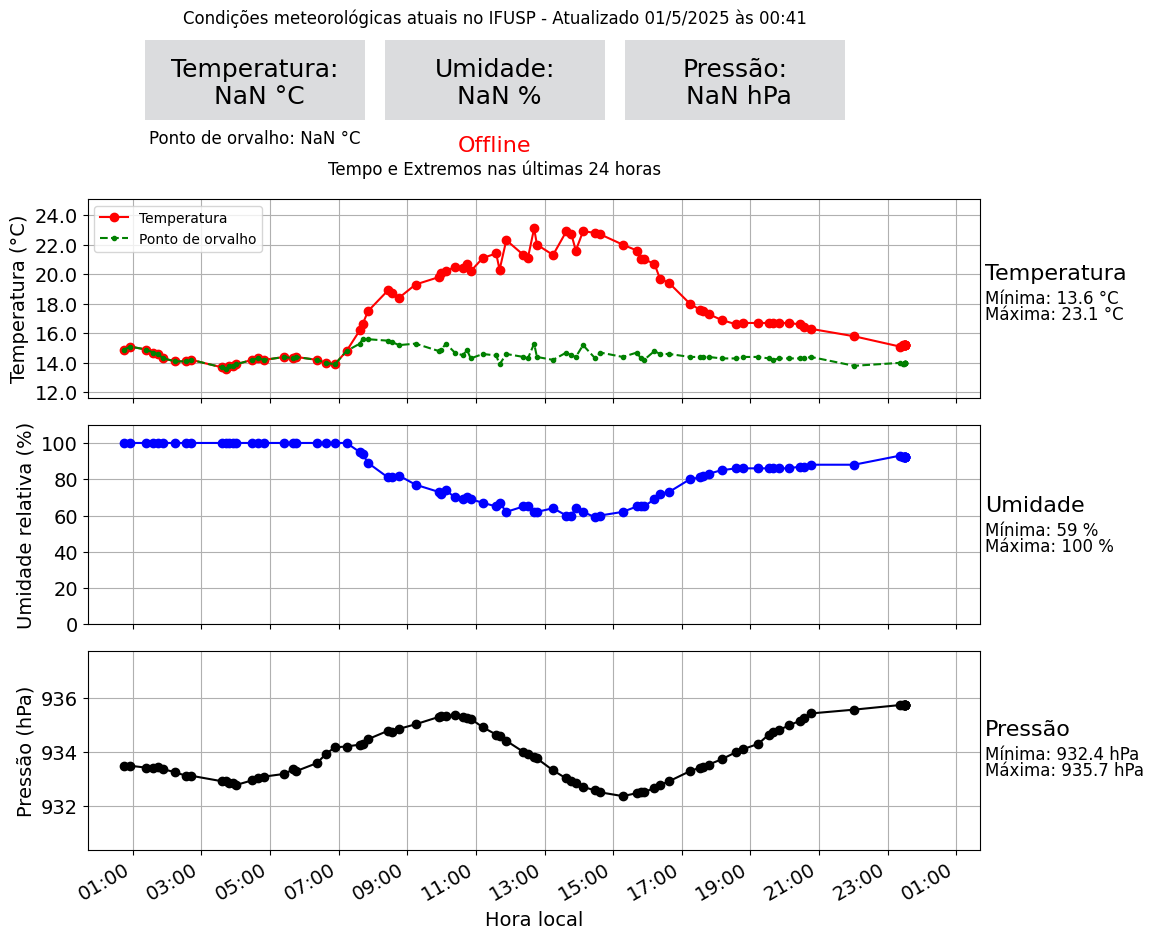 Condições meteorológicas atuais no IFUSP - Atualizado 01/5/2025 às 00:41
Temperatura:
NaN °C
Umidade:
NaN %
Pressão:
NaN hPa
Ponto de orvalho: NaN °C
Offline
Tempo e Extremos nas últimas 24 horas
Temperatura (°C)
24.0
22.0
20.0
18.0
16.0
14.0
12.0
Temperatura
Ponto de orvalho
Temperatura
Mínima: 13.6 °C
Máxima: 23.1 °C
Umidade relativa (%)
100
80
60
40
20
0
Umidade
Mínima: 59 %
Máxima: 100 %
Pressão (hPa)
936
934
932
Pressão
Mínima: 932.4 hPa
Máxima: 935.7 hPa
01:00 03:00 05:00 07:00 09:00 11:00 13:00 15:00 17:00 19:00 21:00 23:00 01:00
Hora local